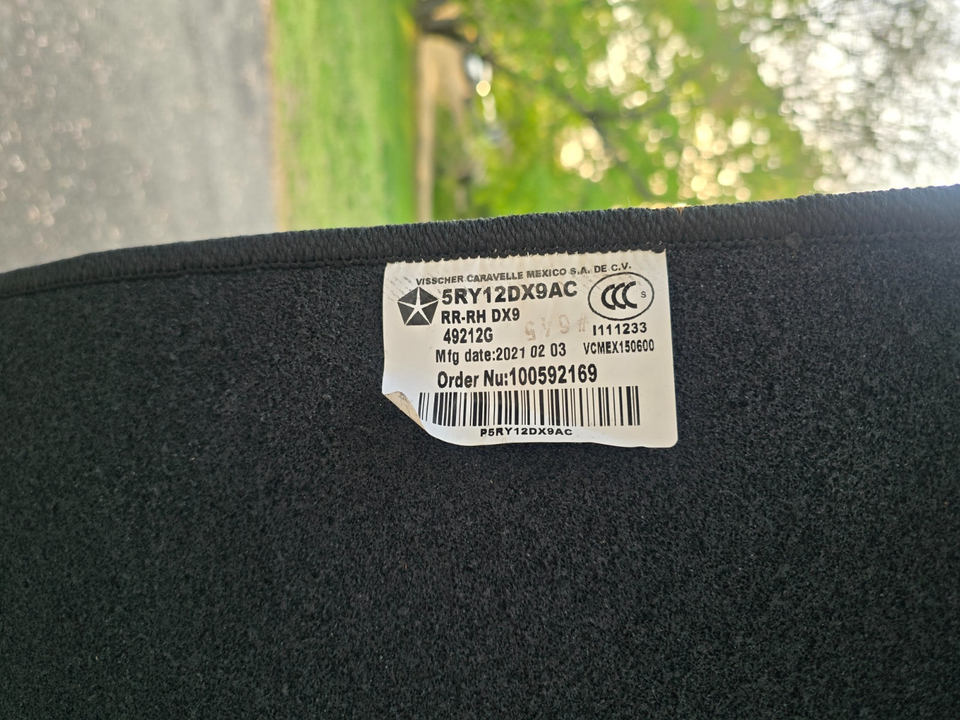 VISSCHER CARAVELLE MEXICO S.A. DE C.V.
5RY12DX9AC
CCC S
RR-RH DX9
I111233
49212G
VCMEX150600
Mfg date:2021 02 03
Order Nu:100592169
P5RY12DX9AC